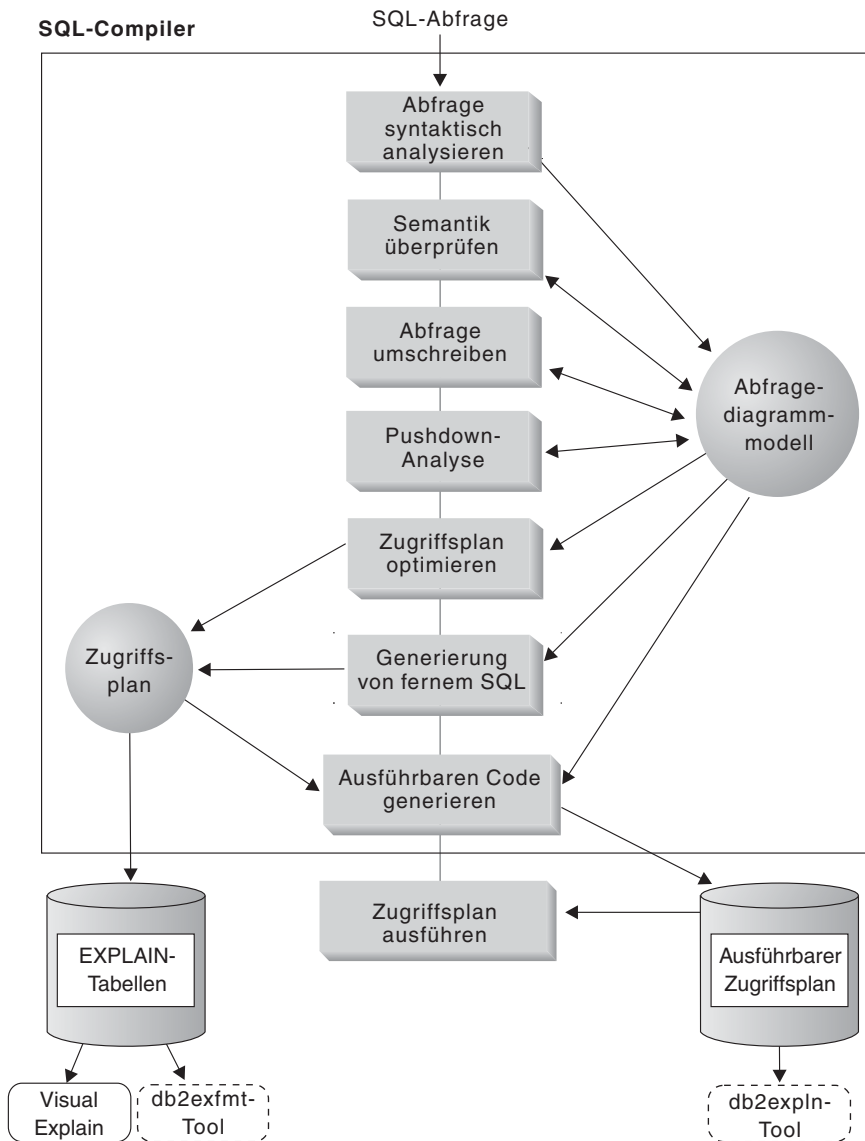 SQL-Compiler
SQL-Abfrage
Abfrage
syntaktisch
analysieren
Semantik
überprüfen
Abfrage
umschreiben
Abfrage-
diagramm-
modell
Pushdown-
Analyse
Zugriffsplan
optimieren
Zugriffs-
plan
Generierung
von fernem SQL
Ausführbaren Code
generieren
Zugriffsplan
ausführen
EXPLAIN-
Tabellen
Ausführbarer
Zugriffsplan
Visual
Explain
db2exfmt-
Tool
db2expln-
Tool